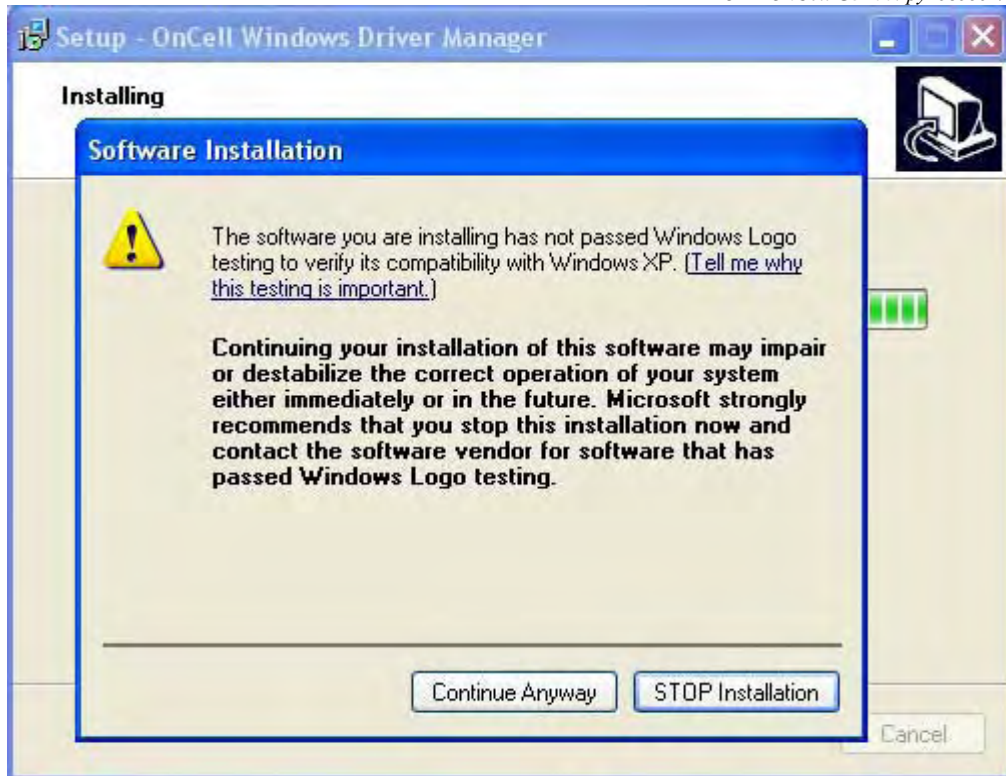 Setup - OnCell Windows Driver Manager
Installing
Software Installation
The software you are installing has not passed Windows Logo
testing to verify its compatibility with Windows XP. (Tell me why
this testing is important.)
Continuing your installation of this software may impair
or destabilize the correct operation of your system
either immediately or in the future. Microsoft strongly
recommends that you stop this installation now and
contact the software vendor for software that has
passed Windows Logo testing.
Continue Anyway
STOP Installation
Cancel